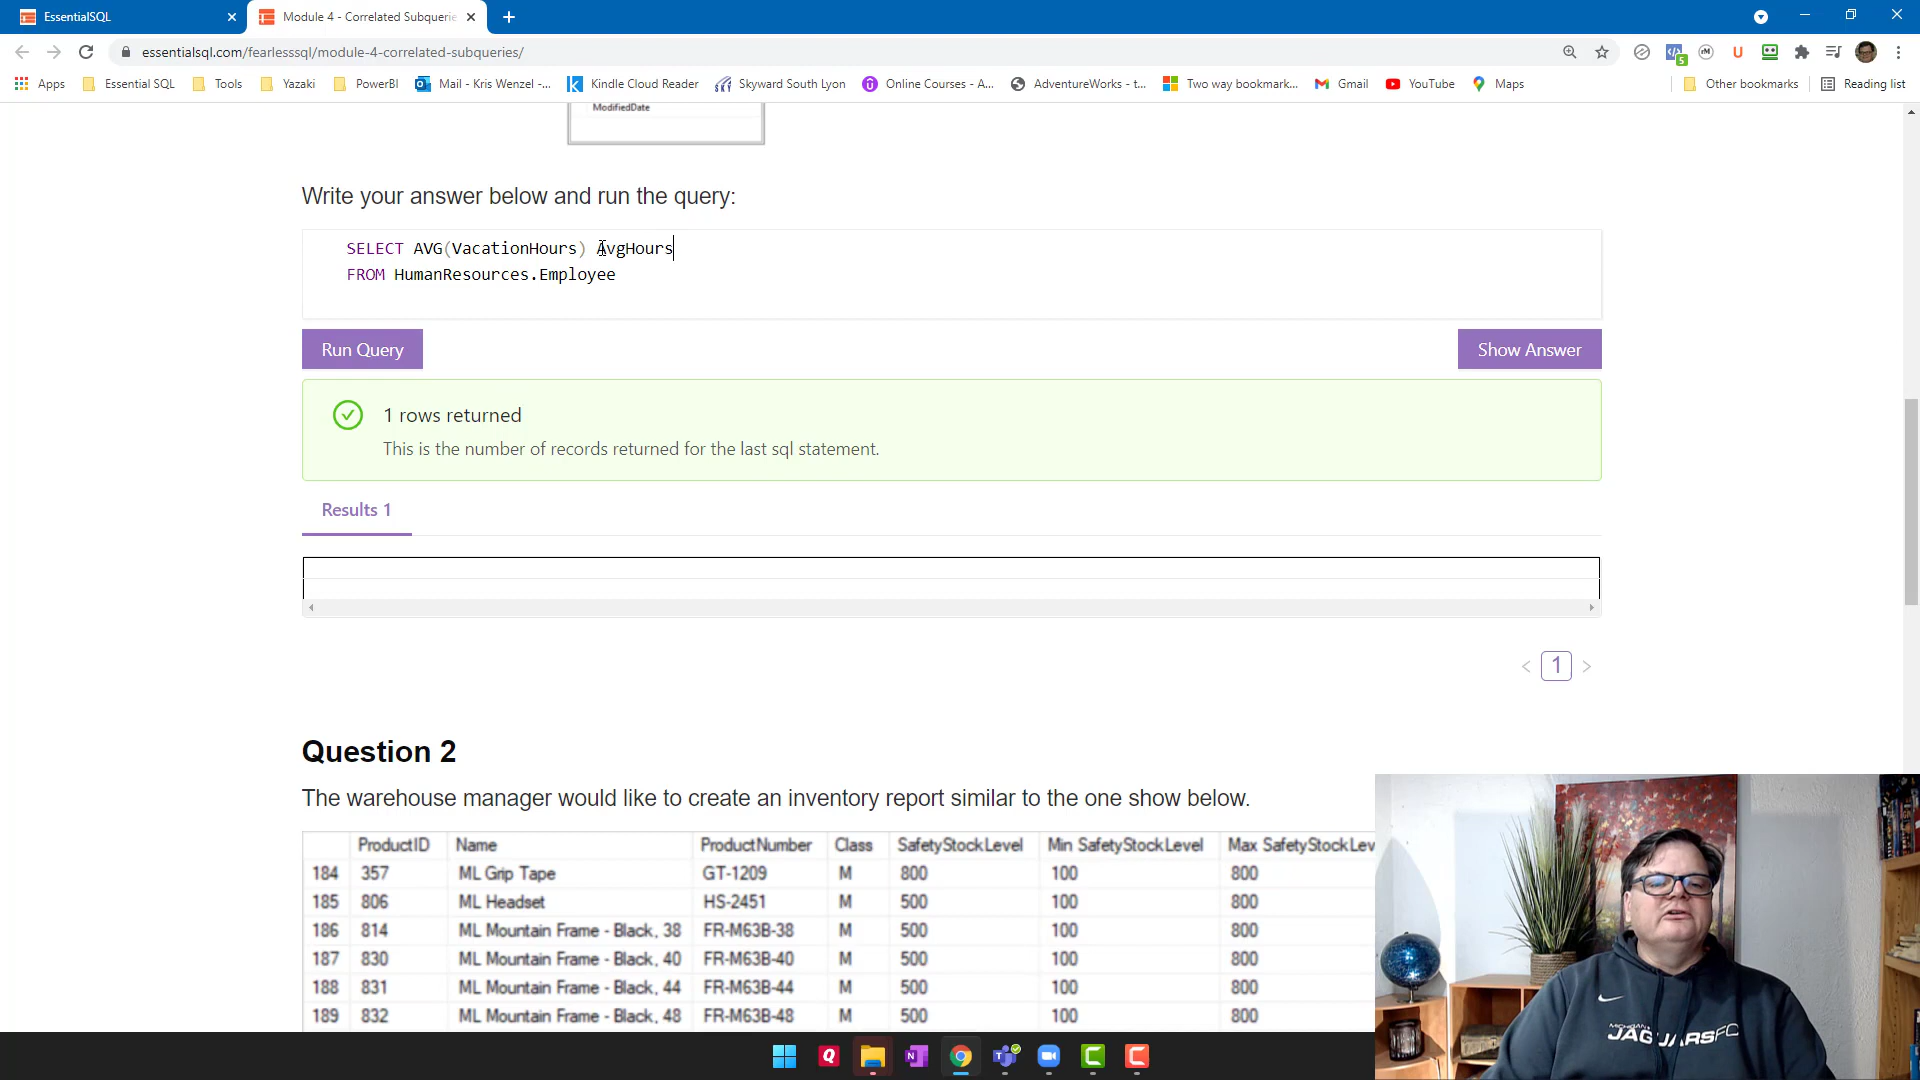 EssentialSQL
Module 4 - Correlated Subquerie
essentialsql.com/fearlesssql/module-4-correlated-subqueries/
Apps Essential SQL Tools Yazaki PowerBI Mail - Kris Wenzel -... Kindle Cloud Reader Skyward South Lyon Online Courses - A... AdventureWorks - t... Two way bookmark... Gmail YouTube Maps Other bookmarks Reading list
ModifiedDate
Write your answer below and run the query:
SELECT AVG(VacationHours) AvgHours
FROM HumanResources.Employee
Run Query
Show Answer
1 rows returned
This is the number of records returned for the last sql statement.
Results 1
< 1 >
Question 2
The warehouse manager would like to create an inventory report similar to the one show below.
ProductID Name ProductNumber Class SafetyStockLevel Min SafetyStockLevel Max SafetyStockLev
184 357 ML Grip Tape GT-1209 M 800 100 800
185 806 ML Headset HS-2451 M 500 100 800
186 814 ML Mountain Frame - Black, 38 FR-M63B-38 M 500 100 800
187 830 ML Mountain Frame - Black, 40 FR-M63B-40 M 500 100 800
188 831 ML Mountain Frame - Black, 44 FR-M63B-44 M 500 100 800
189 832 ML Mountain Frame - Black, 48 FR-M63B-48 M 500 100 800
JAGUARS FC